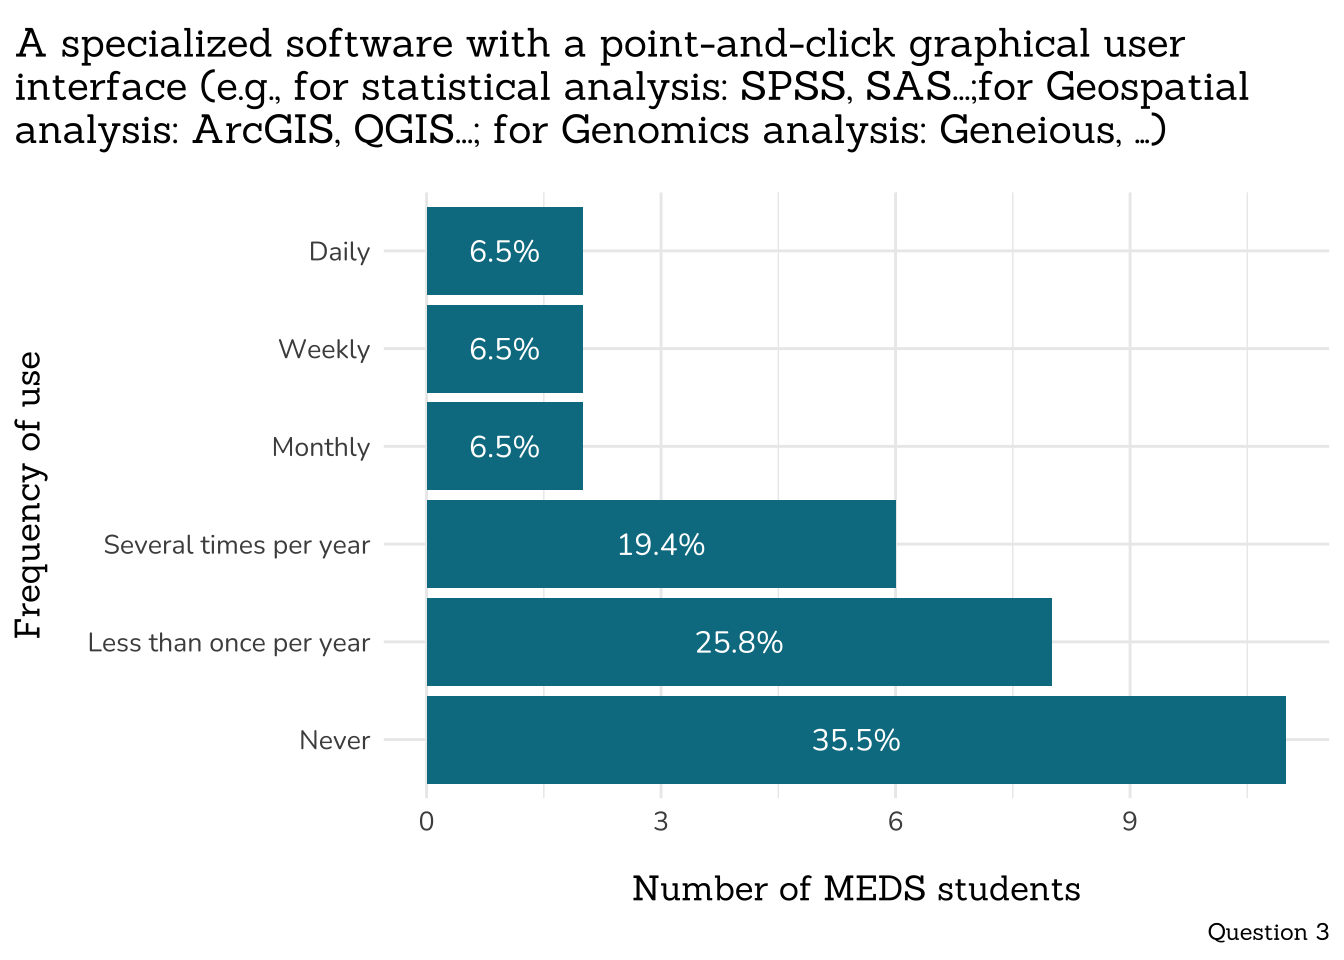 A specialized software with a point-and-click graphical user
interface (e.g., for statistical analysis: SPSS, SAS...;for Geospatial
analysis: ArcGIS, QGIS...; for Genomics analysis: Geneious, ...)
Frequency of use
Daily
6.5%
Weekly
6.5%
Monthly
6.5%
Several times per year
19.4%
Less than once per year
25.8%
Never
35.5%
0 3 6 9
Number of MEDS students
Question 3